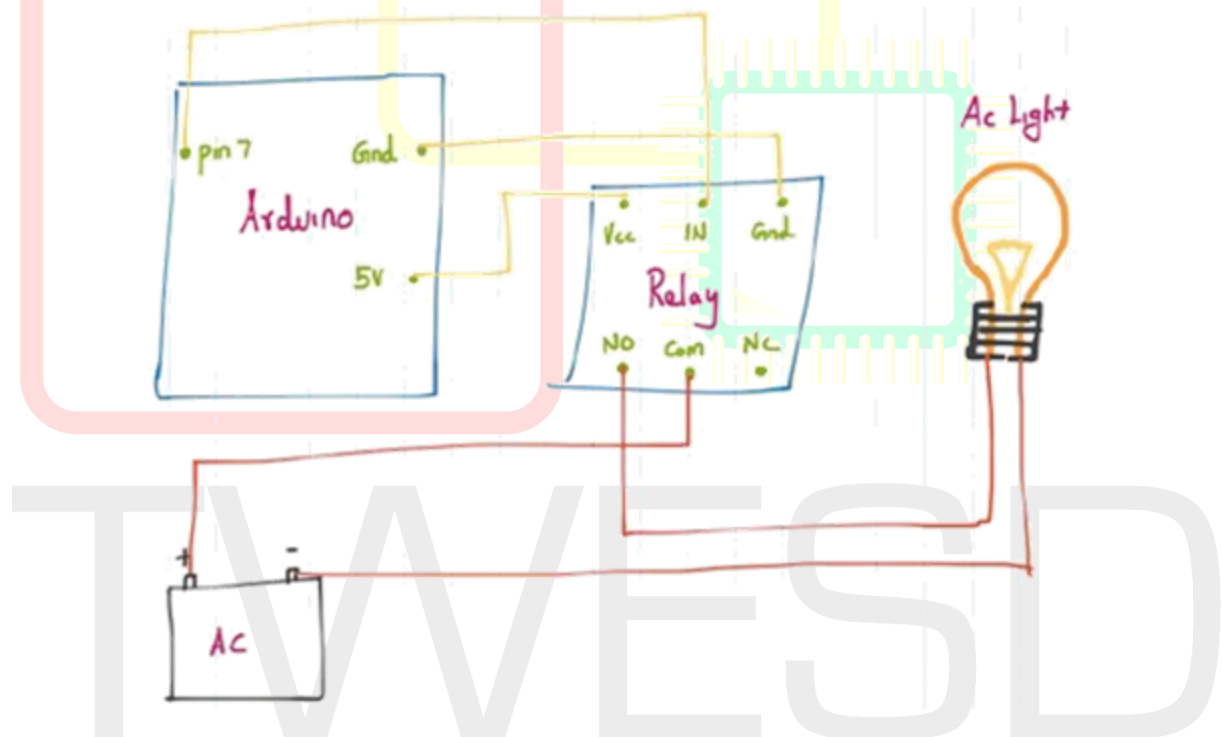 Ac Light
pin 7 Gnd
Arduino
5V
Vcc IN Gnd
Relay
NO Com NC
+ -
AC
TWESD